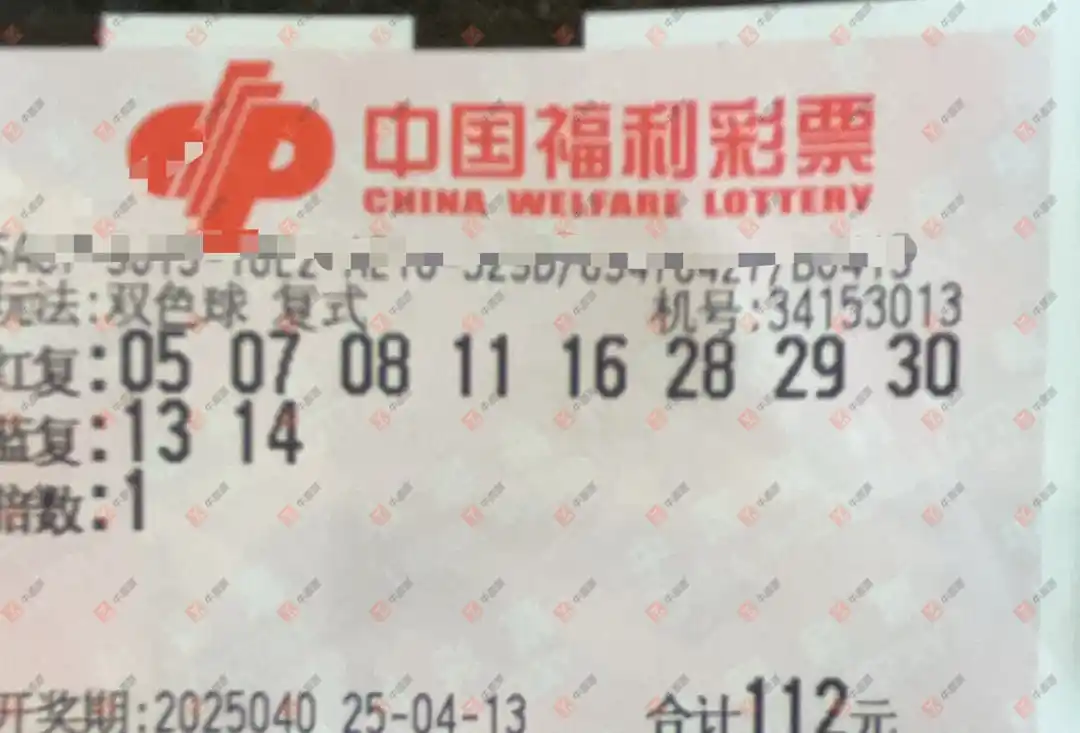 中国福利彩票
CHINA WELFARE LOTTERY
玩法:双色球 复式 机号:34153013
红复:05 07 08 11 16 28 29 30
蓝复:13 14
倍数:1
开奖期:2025040 25-04-13 合计112元